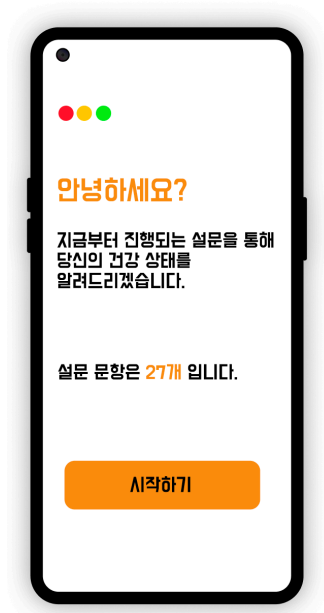 안녕하세요?
지금부터 진행되는 설문을 통해
당신의 건강 상태를
알려드리겠습니다.
설문 문항은 27개 입니다.
시작하기